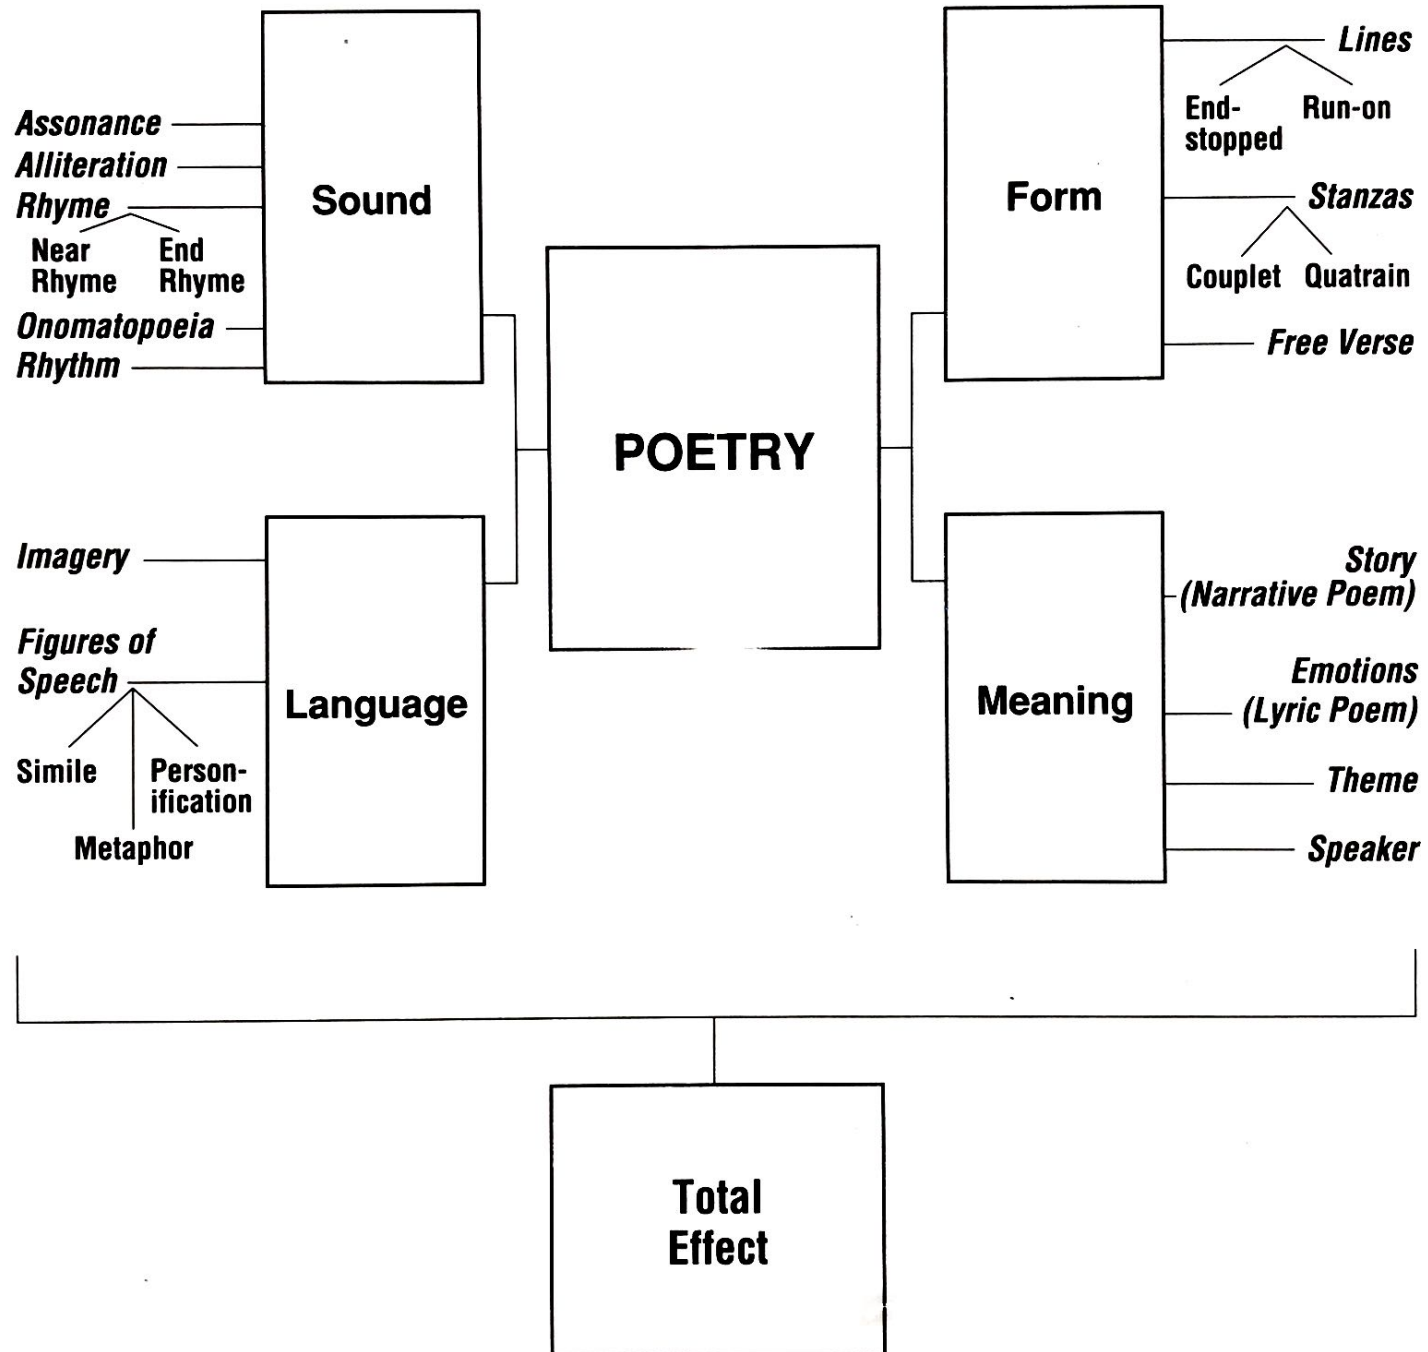 Assonance
Alliteration
Rhyme
Near
Rhyme
End
Rhyme
Onomatopoeia
Rhythm
Sound
Form
Lines
End-
stopped
Run-on
Stanzas
Couplet
Quatrain
Free Verse
POETRY
Imagery
Figures of
Speech
Simile
Person-
ification
Metaphor
Language
Meaning
Story
(Narrative Poem)
Emotions
(Lyric Poem)
Theme
Speaker
Total
Effect